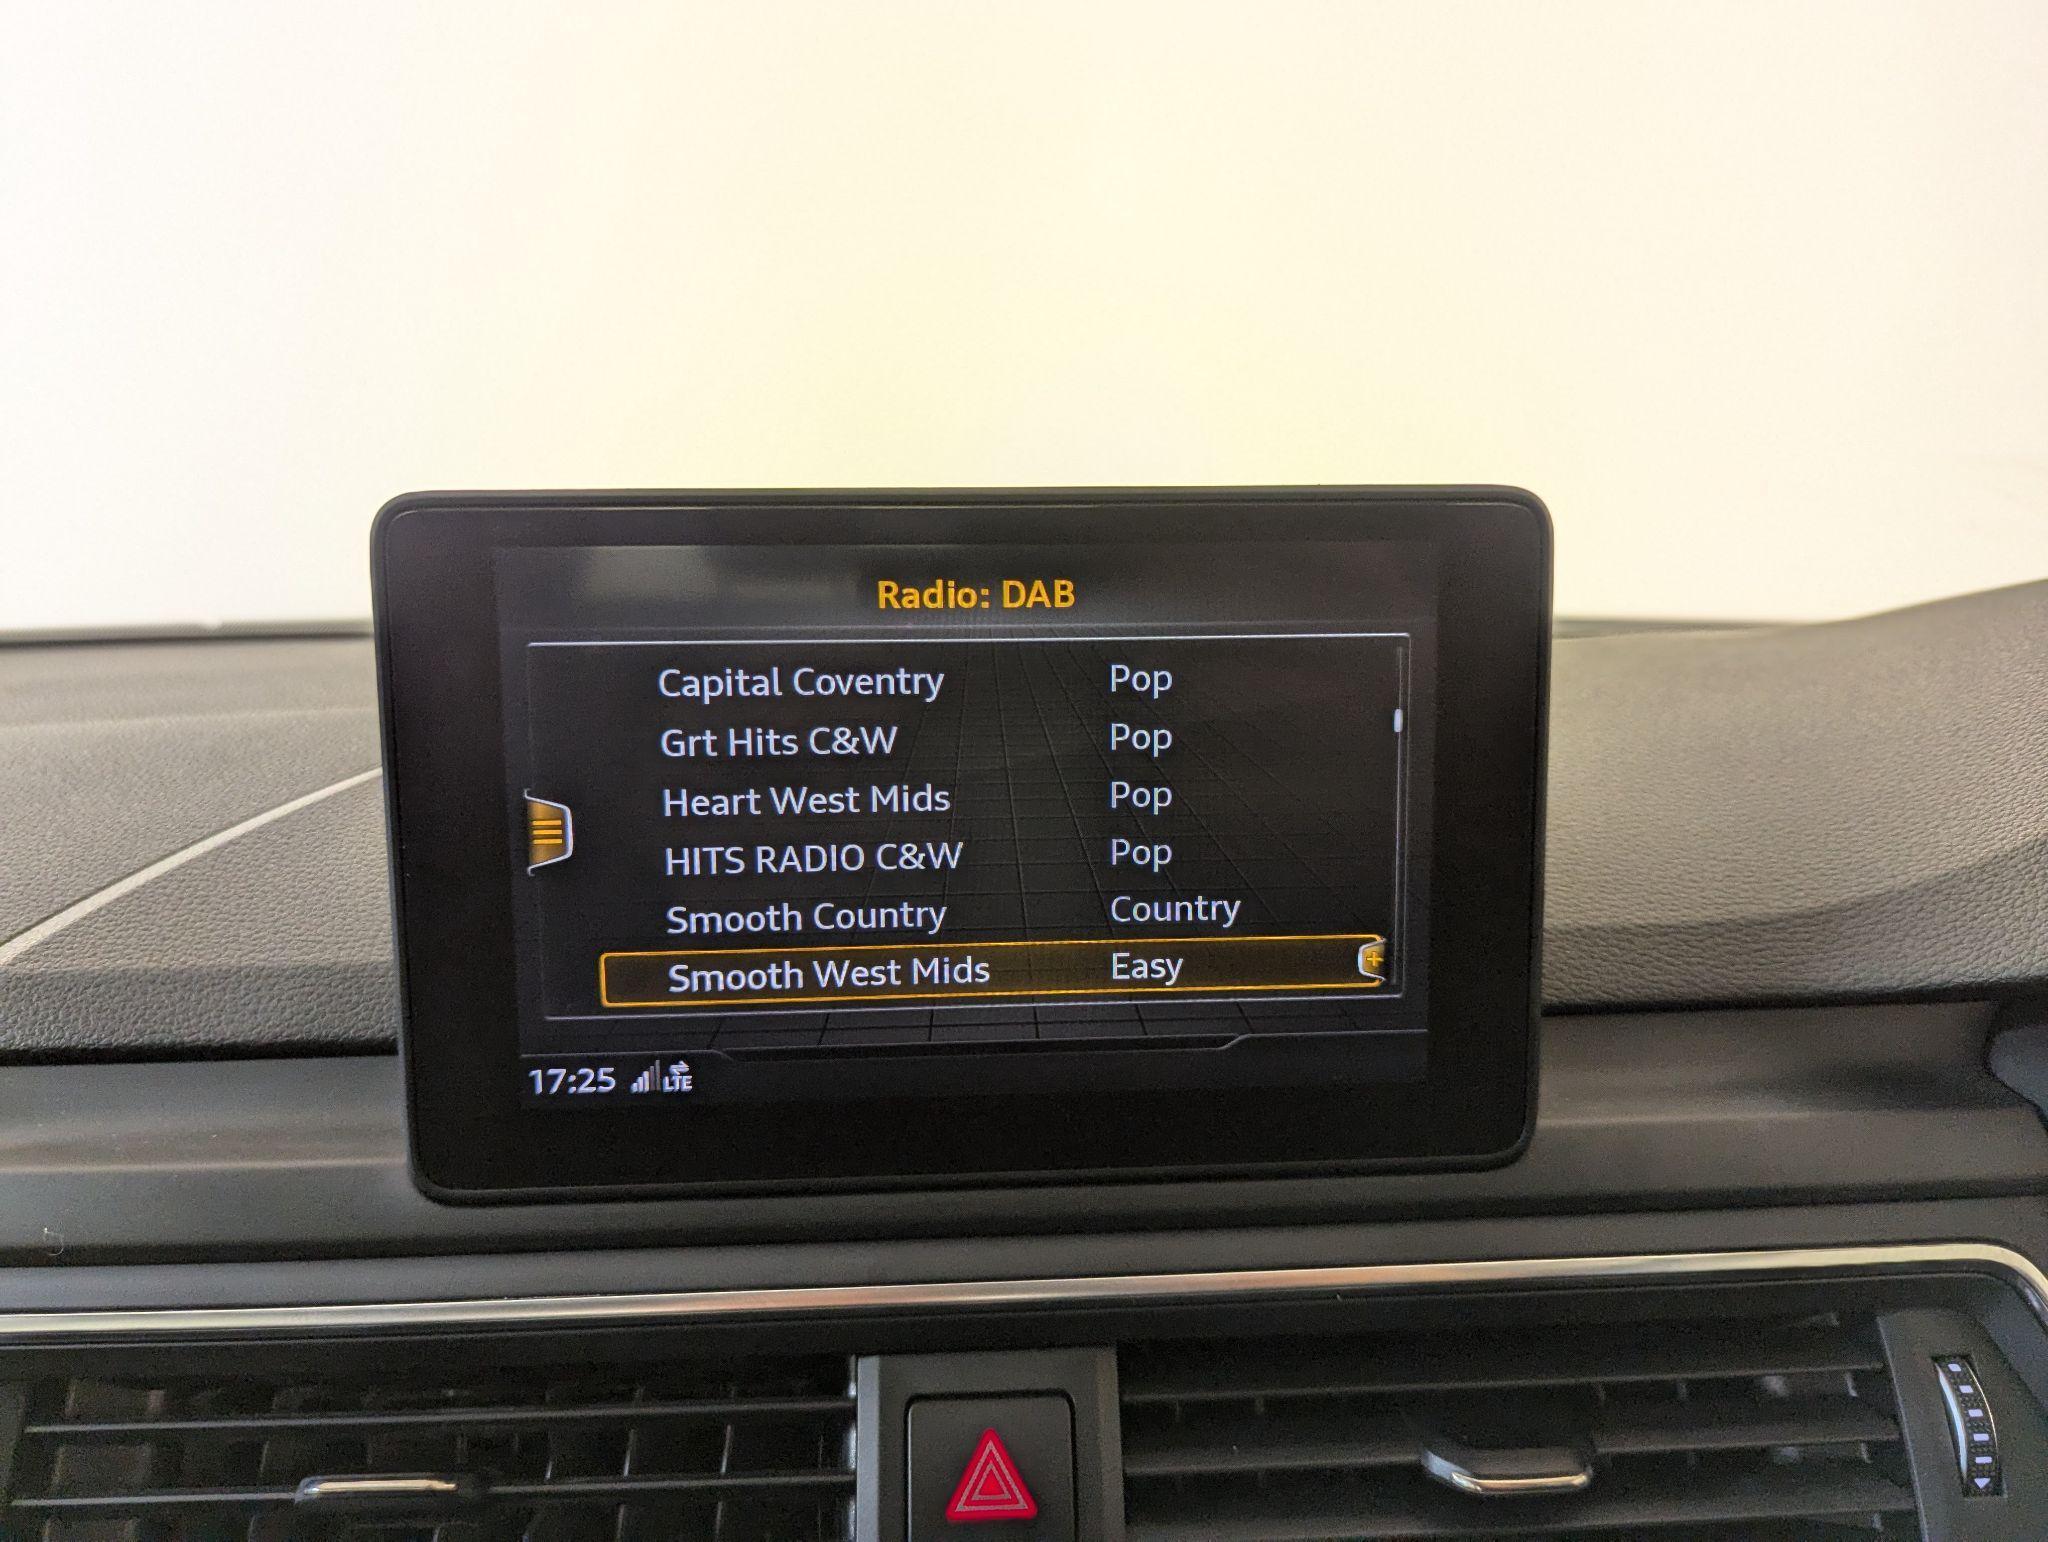 Radio: DAB
Capital Coventry Pop
Grt Hits C&W Pop
Heart West Mids Pop
HITS RADIO C&W Pop
Smooth Country Country
Smooth West Mids Easy
17:25 LTE